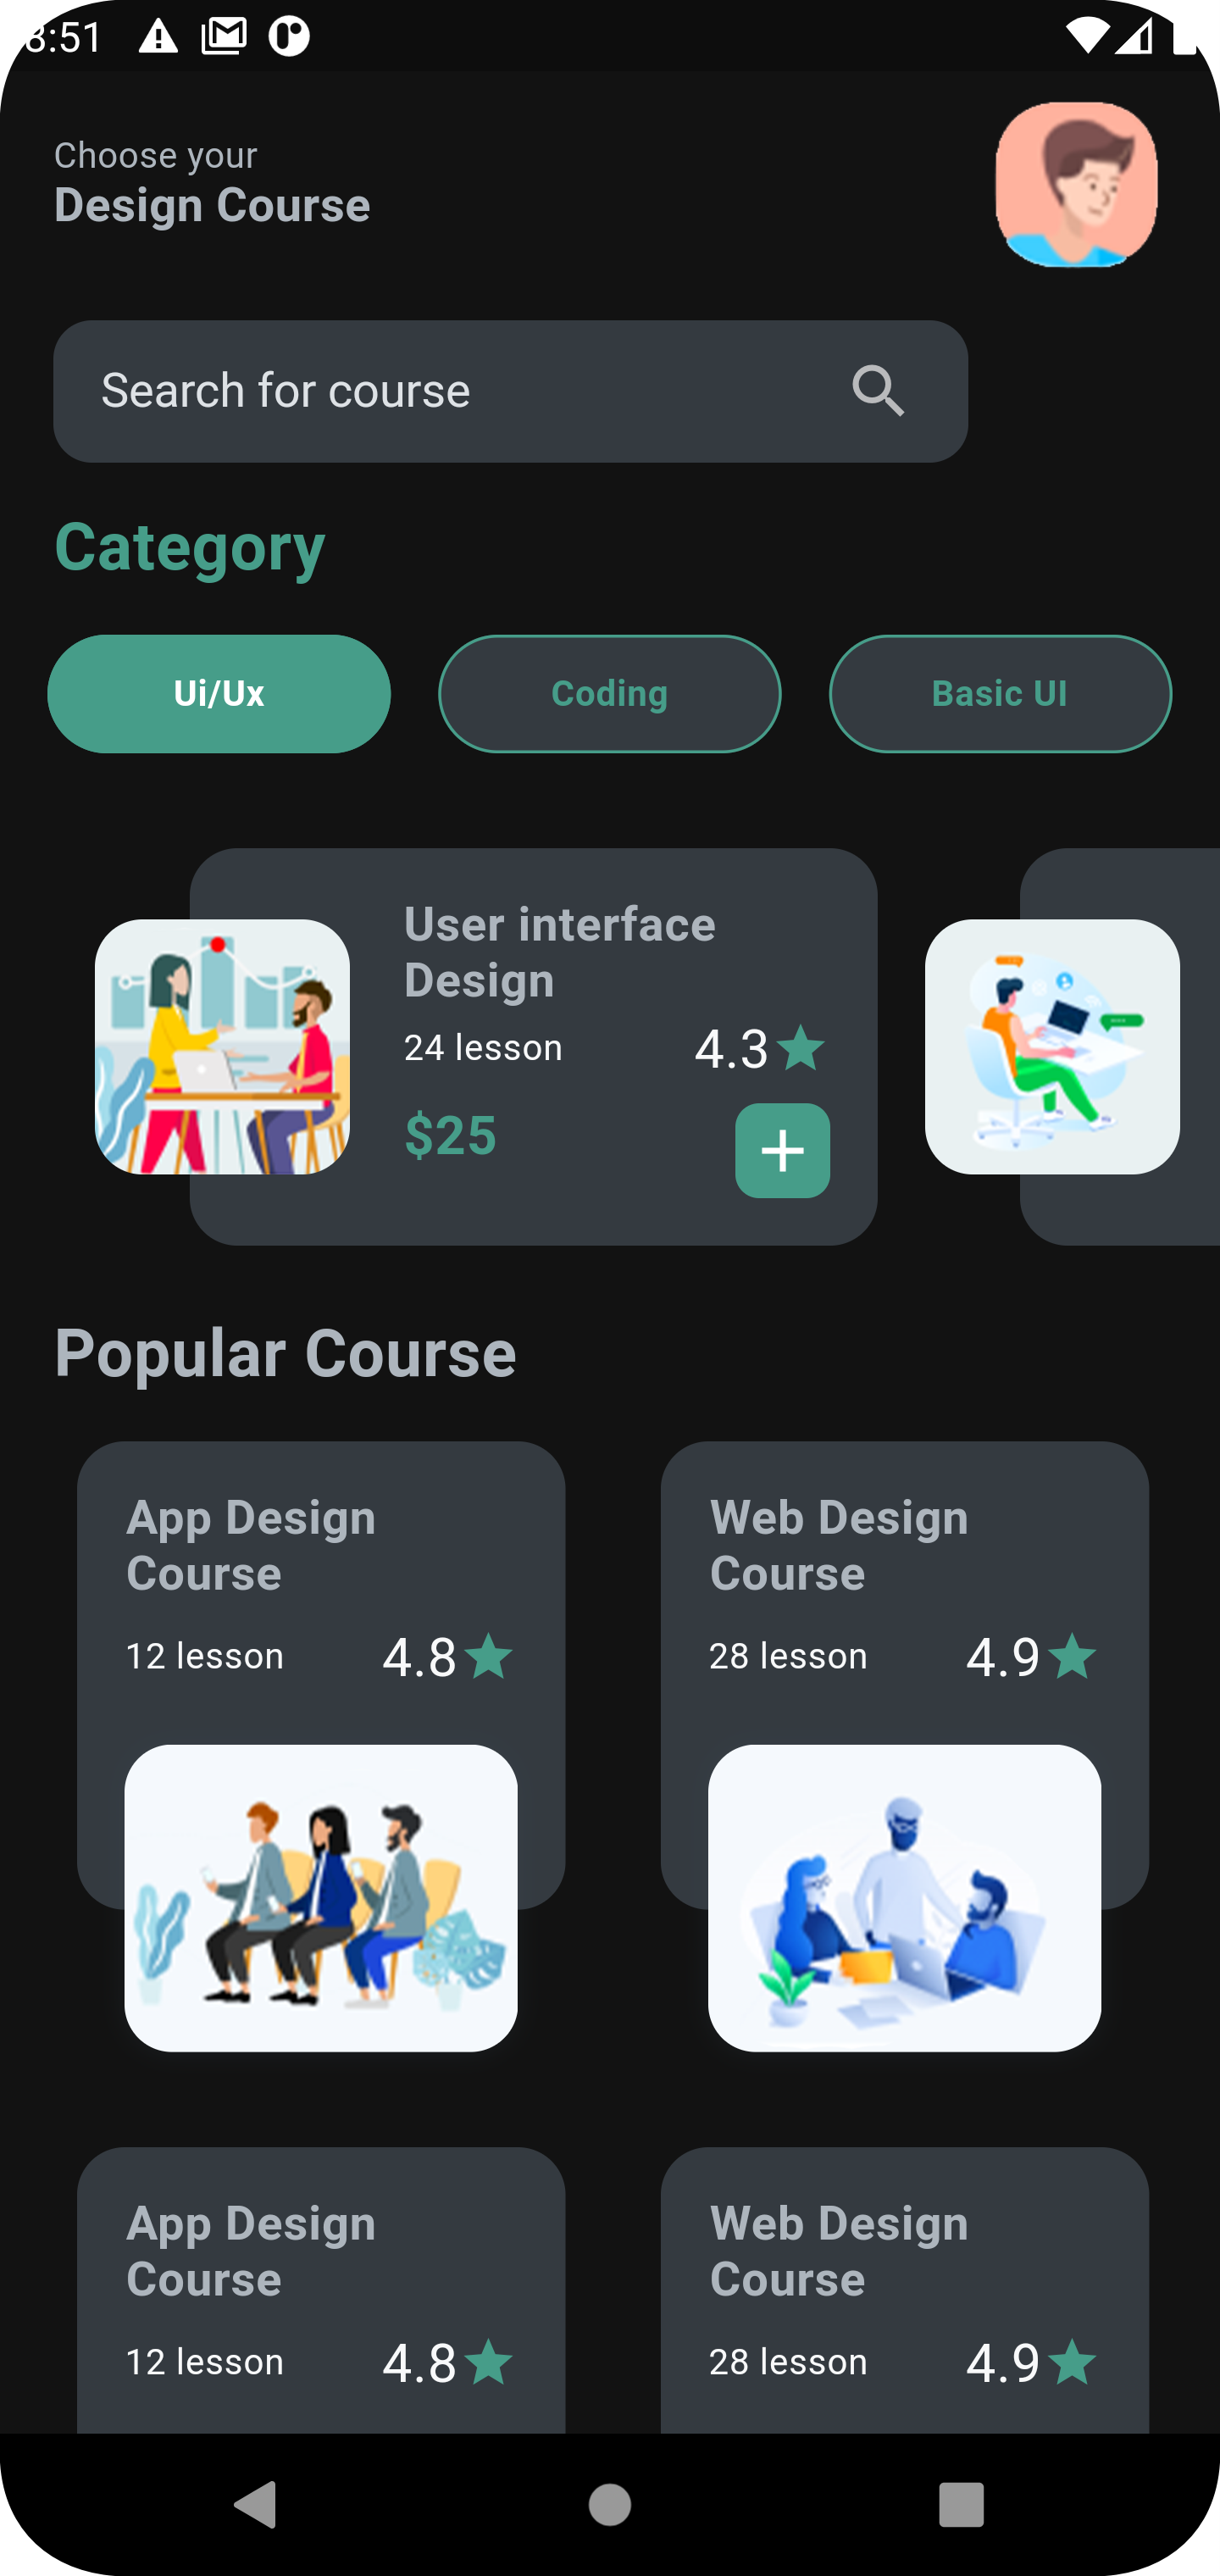 :51
Choose your
Design Course
Search for course
Category
Ui/Ux
Coding
Basic UI
User interface
Design
24 lesson
4.3
$25
Popular Course
App Design
Course
12 lesson
4.8
Web Design
Course
28 lesson
4.9
App Design
Course
12 lesson
4.8
Web Design
Course
28 lesson
4.9